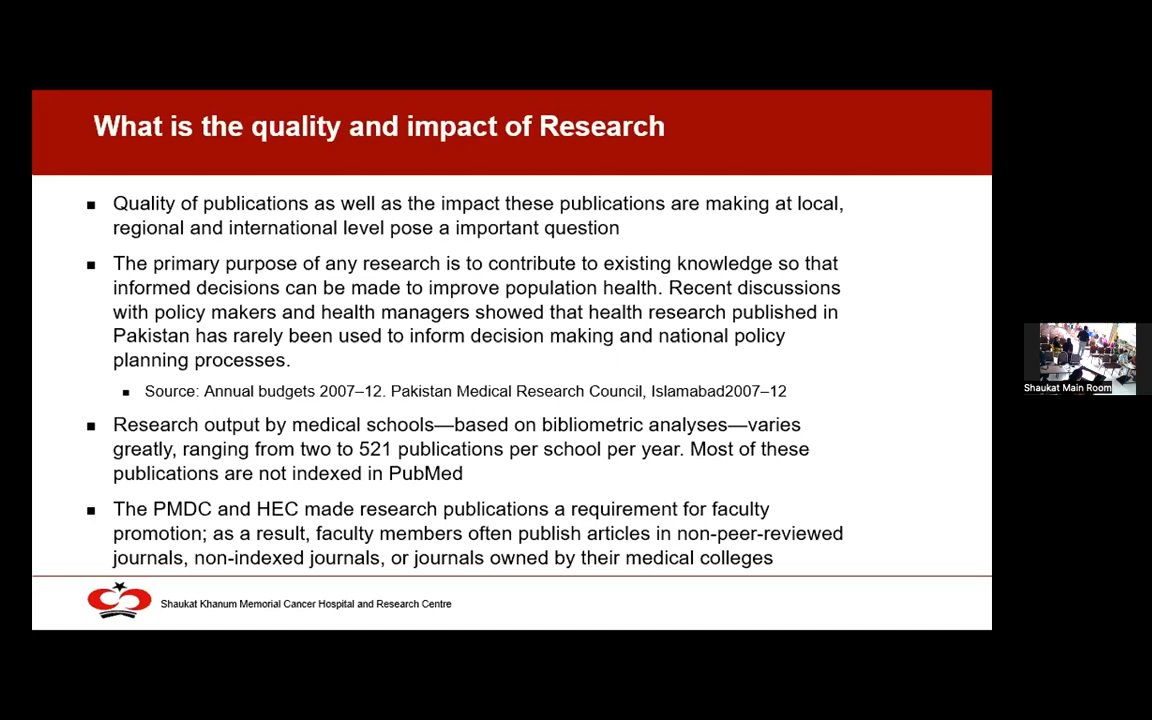 What is the quality and impact of Research
Quality of publications as well as the impact these publications are making at local,
regional and international level pose a important question
The primary purpose of any research is to contribute to existing knowledge so that
informed decisions can be made to improve population health. Recent discussions
with policy makers and health managers showed that health research published in
Pakistan has rarely been used to inform decision making and national policy
planning processes.
Source: Annual budgets 2007–12. Pakistan Medical Research Council, Islamabad2007–12
Research output by medical schools—based on bibliometric analyses—varies
greatly, ranging from two to 521 publications per school per year. Most of these
publications are not indexed in PubMed
The PMDC and HEC made research publications a requirement for faculty
promotion; as a result, faculty members often publish articles in non-peer-reviewed
journals, non-indexed journals, or journals owned by their medical colleges
Shaukat Khanum Memorial Cancer Hospital and Research Centre
Shaukat Main Room